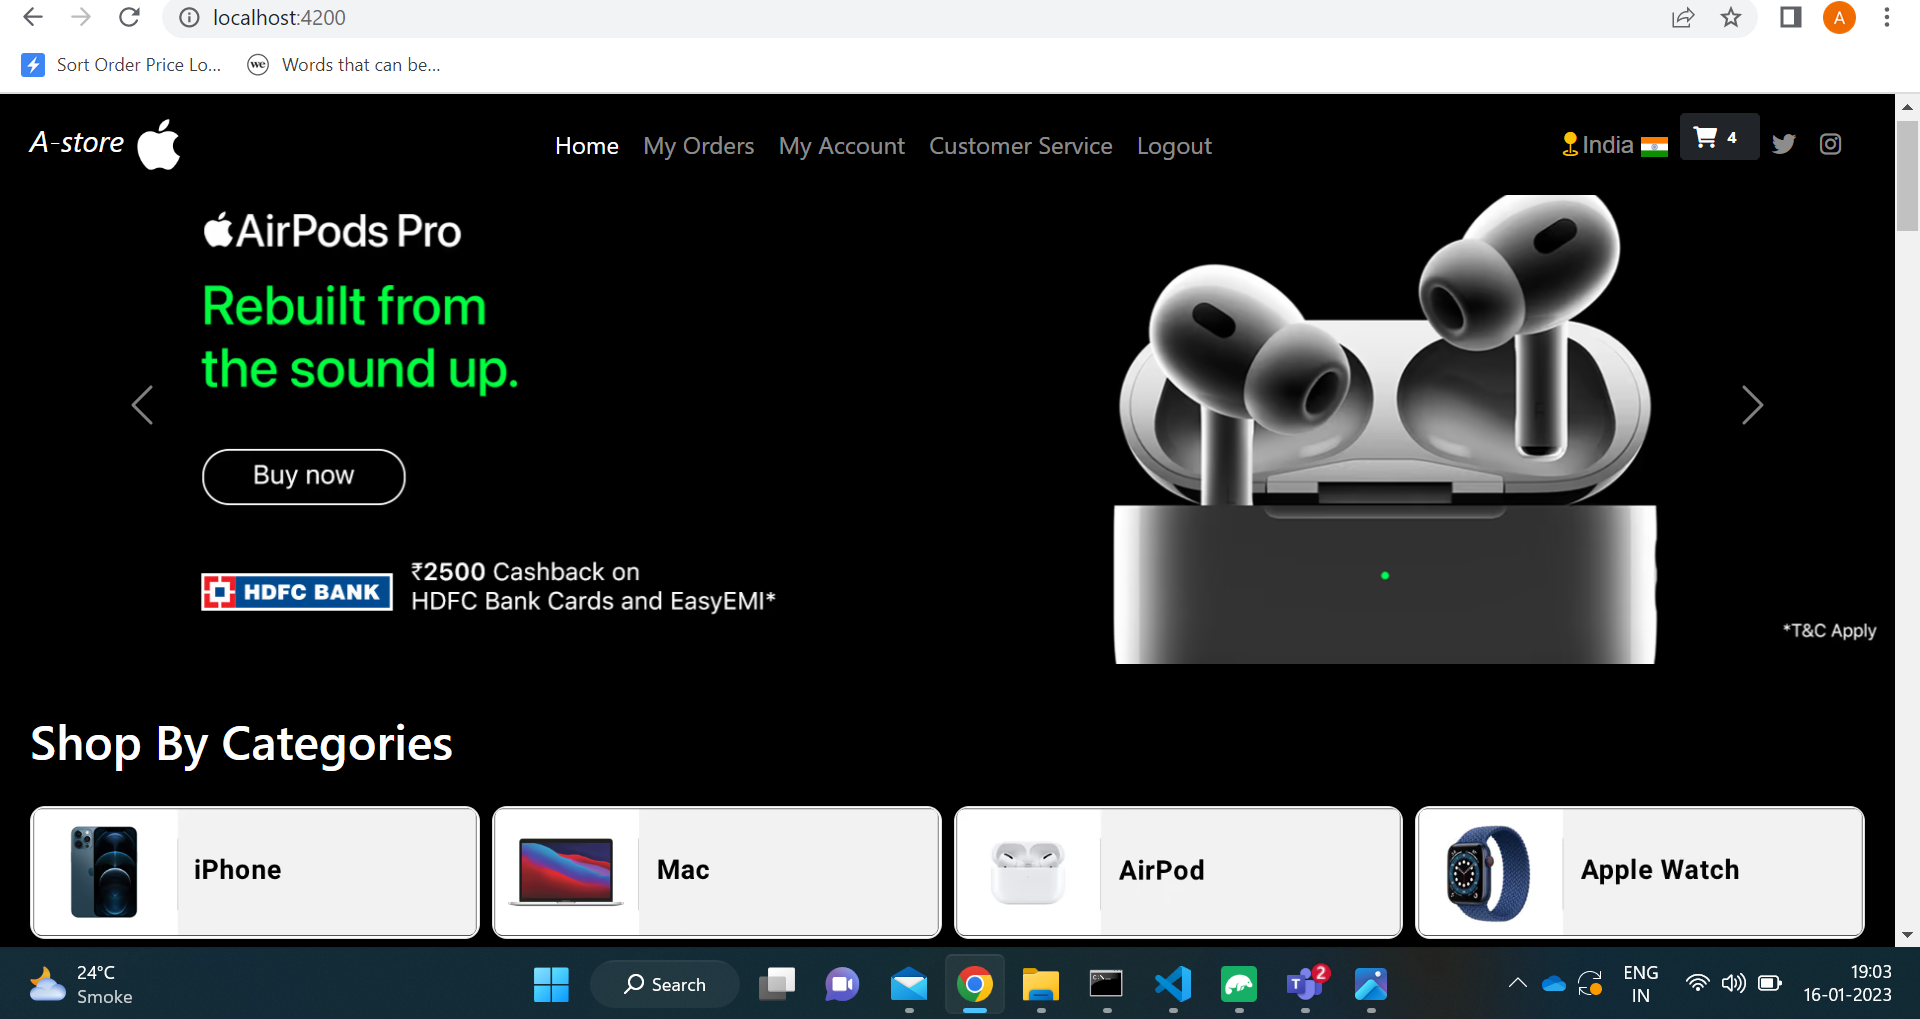 localhost:4200
A
Sort Order Price Lo...
we
Words that can be...
A-store
Home
My Orders
My Account
Customer Service
Logout
India
4
AirPods Pro
Rebuilt from
the sound up.
Buy now
HDFC BANK
₹2500 Cashback on
HDFC Bank Cards and EasyEMI*
*T&C Apply
Shop By Categories
iPhone
Mac
AirPod
Apple Watch
24°C
Smoke
Search
T
2
ENG
IN
19:03
16-01-2023